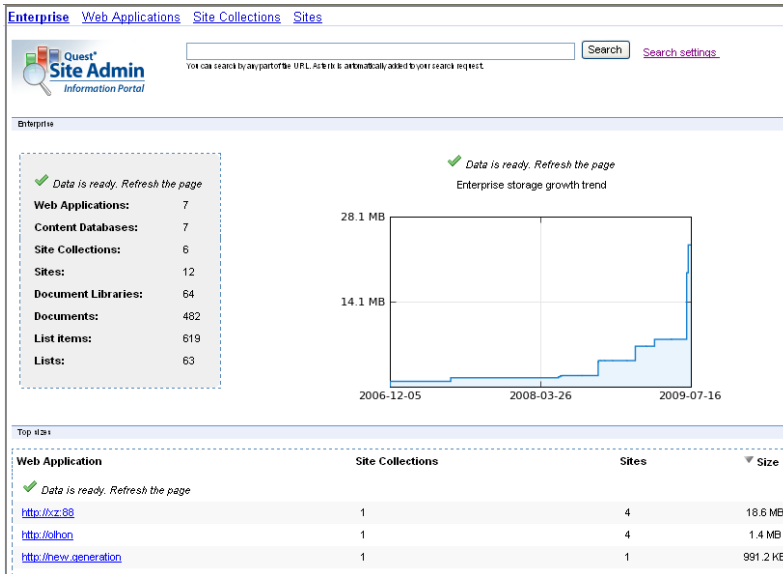 Enterprise Web Applications Site Collections Sites
Quest®
Site Admin
Information Portal
Search
Search settings
You can search by any part of the URL. Asterix is automatically added to your search request.
Enterprise
Data is ready. Refresh the page
Web Applications: 7
Content Databases: 7
Site Collections: 6
Sites: 12
Document Libraries: 64
Documents: 482
List items: 619
Lists: 63
Data is ready. Refresh the page
Enterprise storage growth trend
28.1 MB
14.1 MB
2006-12-05 2008-03-26 2009-07-16
Top sizes
Web Application Site Collections Sites Size
Data is ready. Refresh the page
http://xz:88 1 4 18.6 MB
http://olhon 1 4 1.4 MB
http://new.generation 1 1 991.2 KB